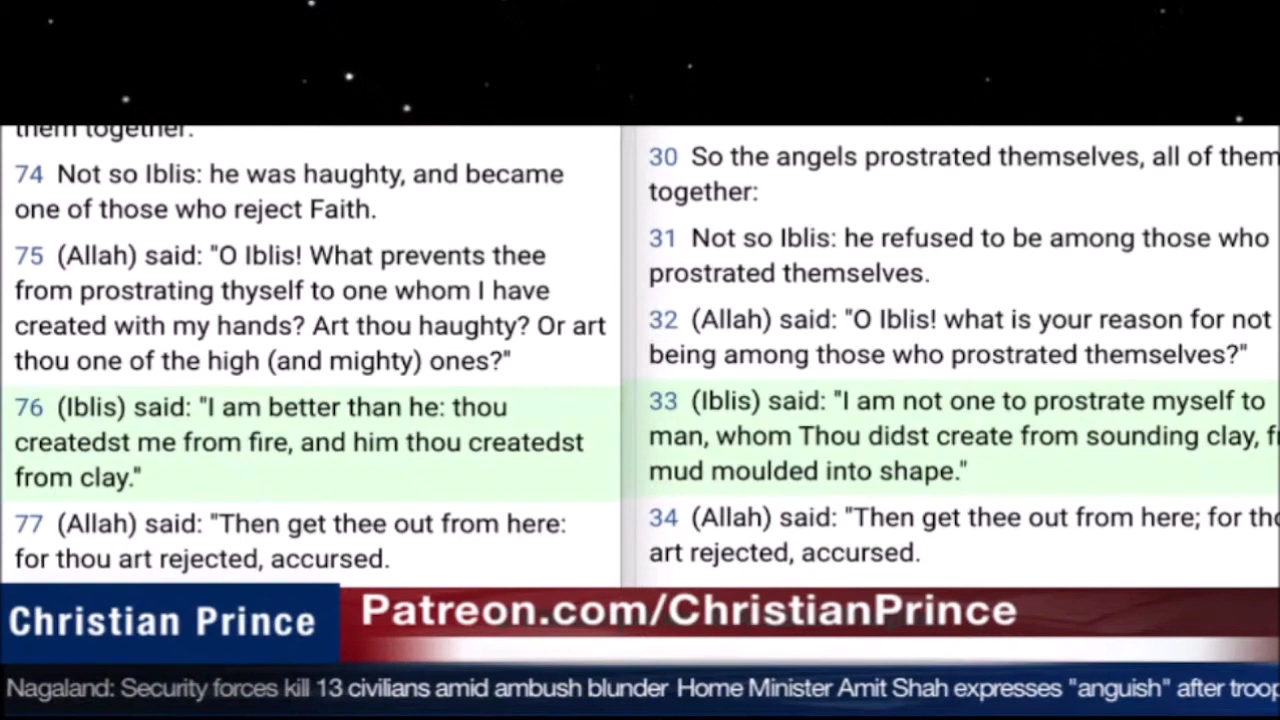 them together.
74 Not so Iblis: he was haughty, and became
one of those who reject Faith.
75 (Allah) said: "O Iblis! What prevents thee
from prostrating thyself to one whom I have
created with my hands? Art thou haughty? Or art
thou one of the high (and mighty) ones?"
76 (Iblis) said: "I am better than he: thou
createdst me from fire, and him thou createdst
from clay."
77 (Allah) said: "Then get thee out from here:
for thou art rejected, accursed.
30 So the angels prostrated themselves, all of them
together:
31 Not so Iblis: he refused to be among those who
prostrated themselves.
32 (Allah) said: "O Iblis! what is your reason for not
being among those who prostrated themselves?"
33 (Iblis) said: "I am not one to prostrate myself to
man, whom Thou didst create from sounding clay,
mud moulded into shape."
34 (Allah) said: "Then get thee out from here; for
art rejected, accursed.
Christian Prince
Patreon.com/ChristianPrince
Nagaland: Security forces kill 13 civilians amid ambush blunder Home Minister Amit Shah expresses "anguish" after